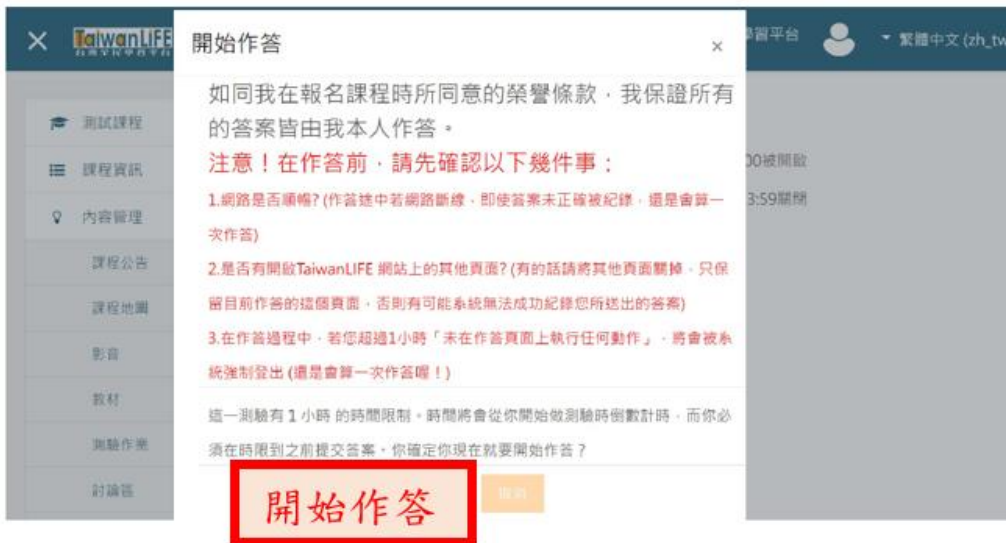 TaiwanLIFE
學習平台
繁體中文 (zh_tw
測試課程
課程資訊
內容管理
課程公告
課程地圖
影音
教材
測驗作業
討論區
00被開啟
3:59關閉
開始作答
×
如同我在報名課程時所同意的榮譽條款，我保證所有
的答案皆由我本人作答。
注意！在作答前，請先確認以下幾件事：
1.網路是否順暢? (作答途中若網路斷線，即使答案未正確被紀錄，還是會算一
次作答)
2.是否有開啟TaiwanLIFE 網站上的其他頁面? (有的話請將其他頁面關掉，只保
留目前作答的這個頁面，否則有可能系統無法成功紀錄您所送出的答案)
3.在作答過程中，若您超過1小時「未在作答頁面上執行任何動作」，將會被系
統強制登出 (還是會算一次作答喔！)
這一測驗有 1 小時 的時間限制。時間將會從你開始做測驗時倒數計時，而你必
須在時限到之前提交答案。你確定你現在就要開始作答？
開始作答
取消